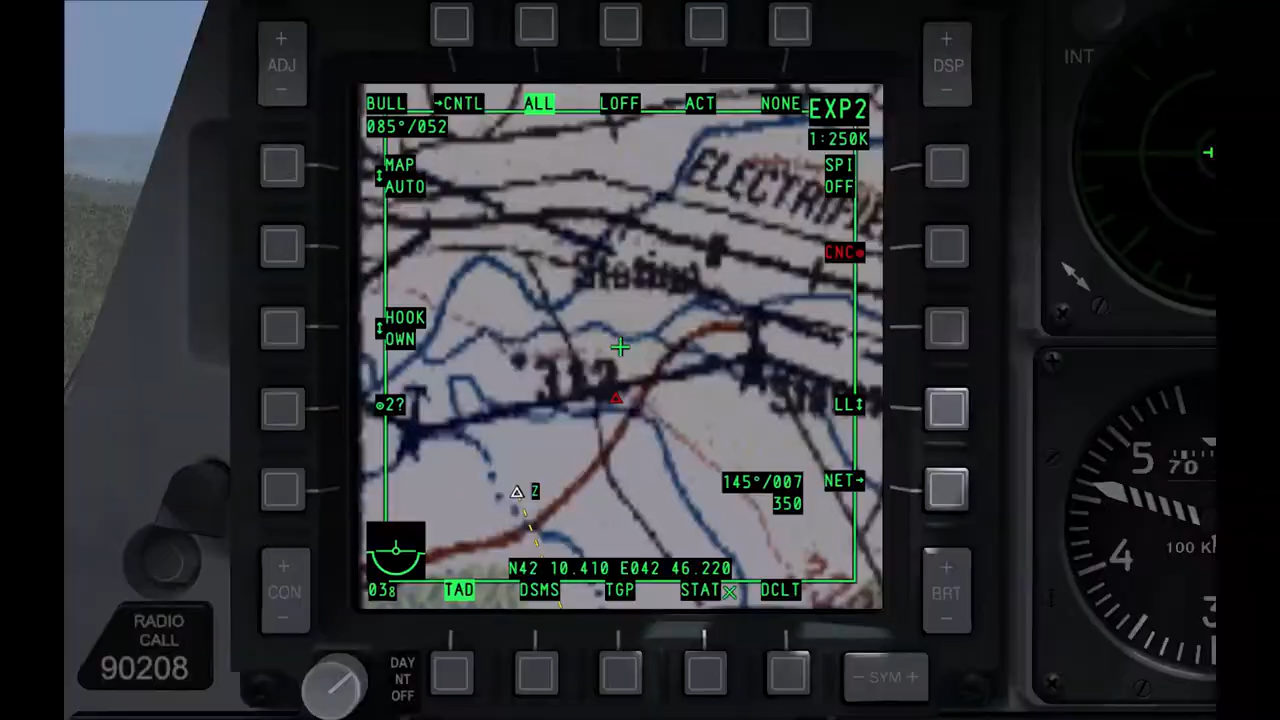 +
ADJ
-
+
DSP
-
INT
BULL →CNTL ALL LOFF ACT NONE EXP2
085°/052
1:250K
MAP
AUTO
SPI
OFF
CNC
HOOK
OWN
313
2?
LL
145°/007
350
NET→
Z
N42 10.410 E042 46.220
038
TAD DSMS TGP STAT DCLT
+
CON
-
+
BRT
-
RADIO
CALL
90208
DAY
NT
OFF
- SYM +
5
70
4
100
3